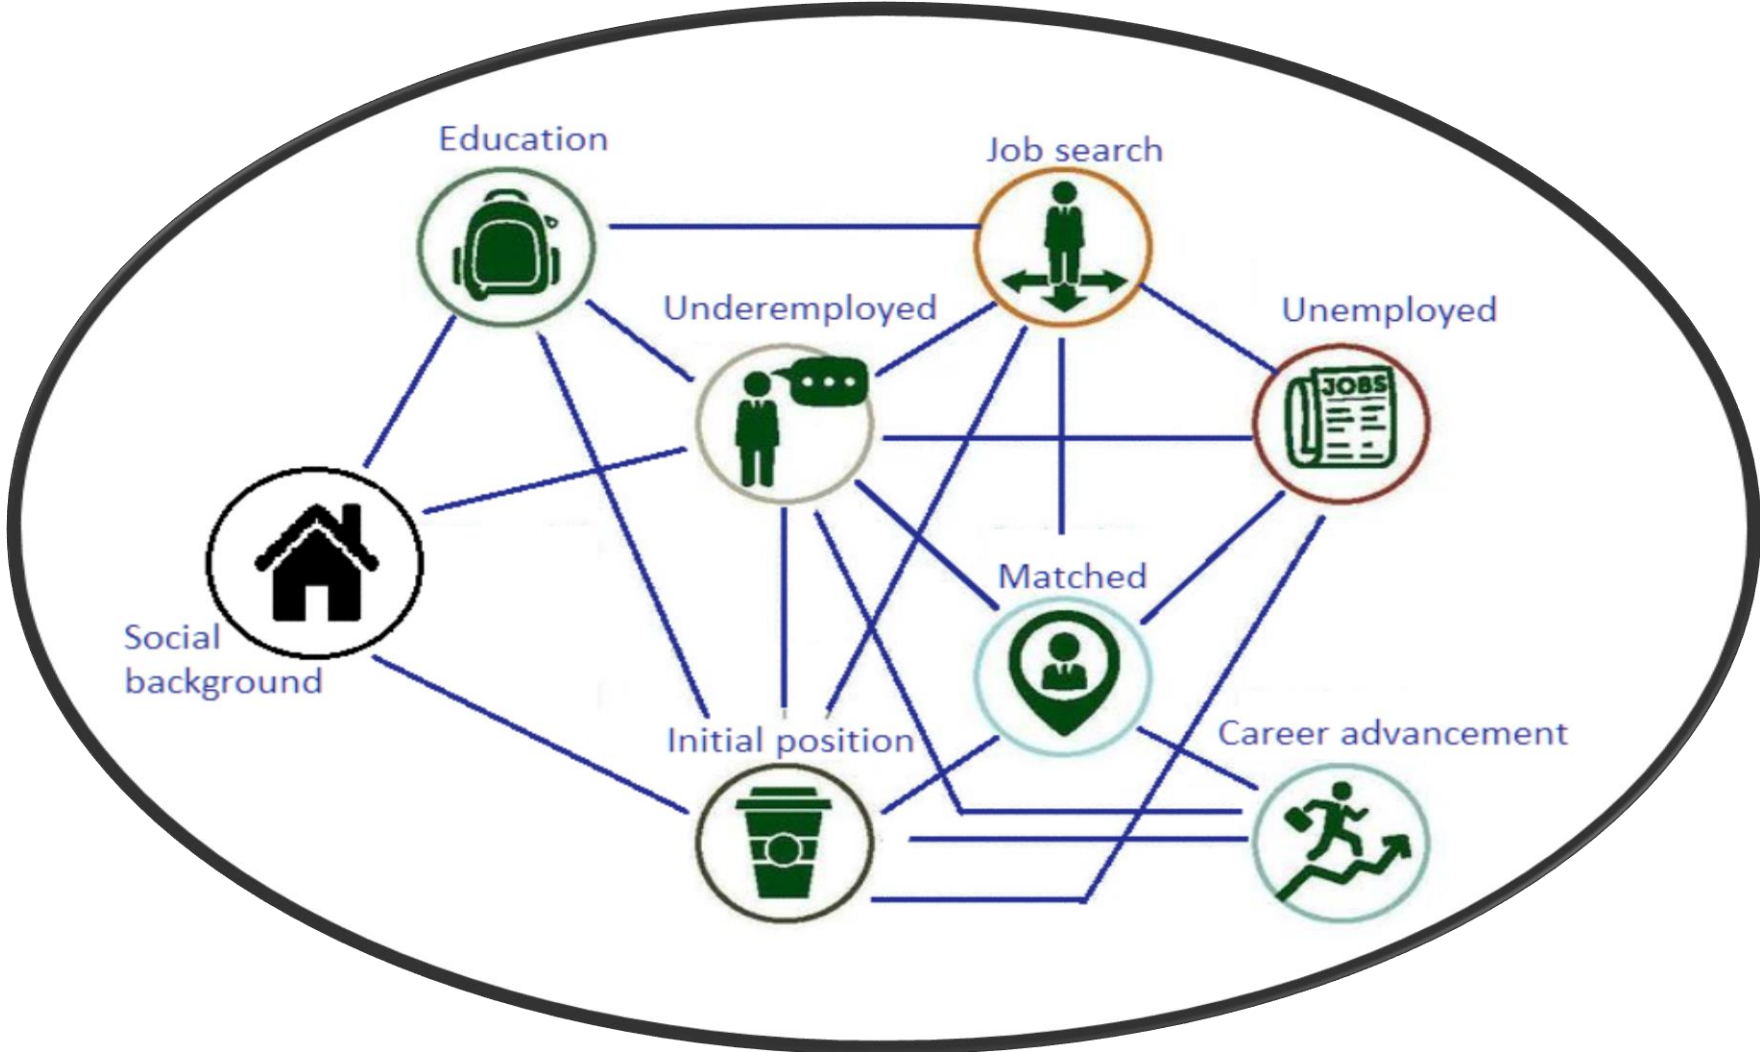 Education
Job search
Underemployed
Unemployed
JOBS
Matched
Social
background
Initial position
Career advancement